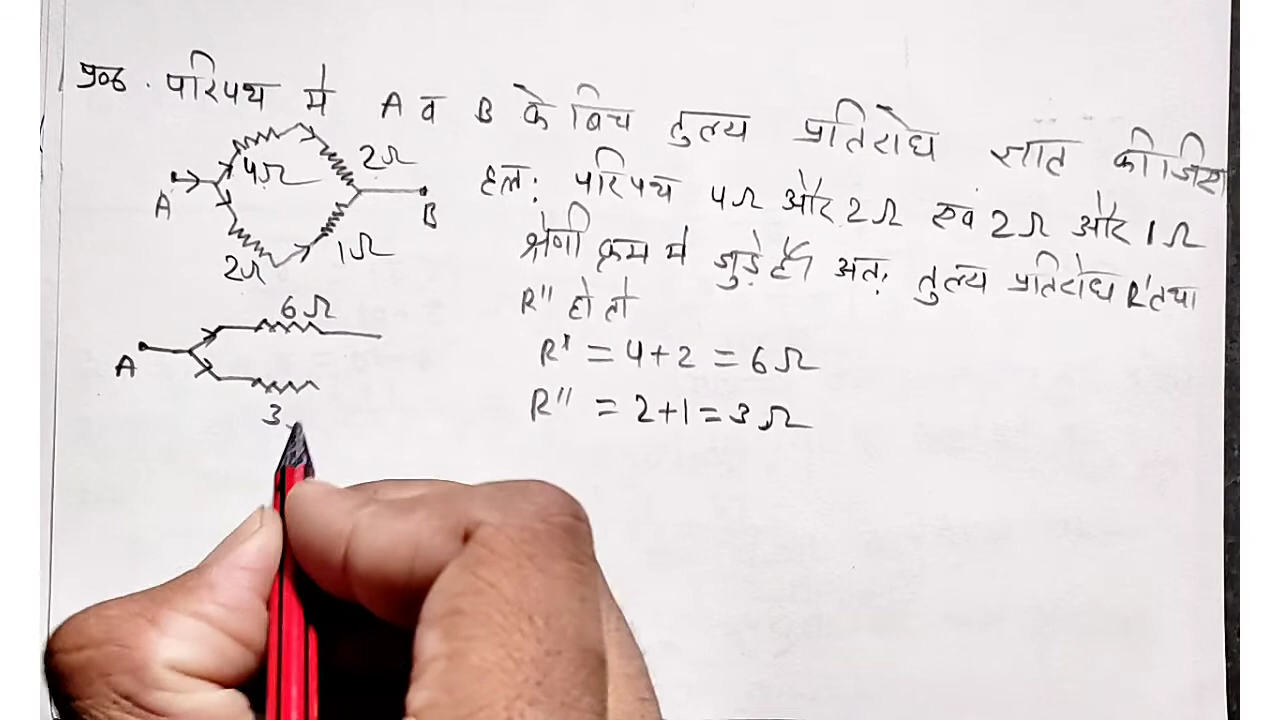 प्र०6. परिपथ में A व B के बिच तुल्य प्रतिरोध ज्ञात कीजिए
4Ω
2Ω
A
B
2Ω
1Ω
हल: परिपथ 4Ω और 2Ω एवं 2Ω और 1Ω
श्रेणी क्रम में जुड़े हैं अत: तुल्य प्रतिरोध R' तथा
R'' हो तो
R' = 4+2 = 6Ω
R'' = 2+1 = 3Ω
6Ω
A
3